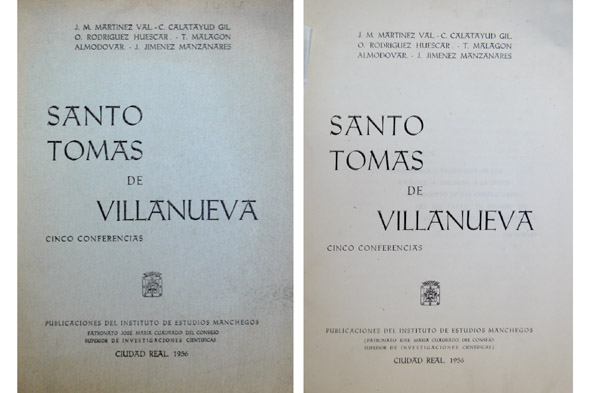 J. M. MARTINEZ VAL. - C. CALATAYUD GIL.
O. RODRIGUEZ HUESCAR. - T. MALAGON
ALMODOVAR. - J. JIMENEZ MANZANARES
SANTO
TOMAS
DE
VILLANUEVA
CINCO CONFERENCIAS
PUBLICACIONES DEL INSTITUTO DE ESTUDIOS MANCHEGOS
PATRONATO JOSE MARIA CUADRADO DEL CONSEJO
SUPERIOR DE INVESTIGACIONES CIENTIFICAS
CIUDAD REAL 1956
J. M. MARTINEZ VAL. - C. CALATAYUD GIL.
O. RODRIGUEZ HUESCAR. - T. MALAGON
ALMODOVAR. - J. JIMENEZ MANZANARES
SANTO
TOMAS
DE
VILLANUEVA
CINCO CONFERENCIAS
PUBLICACIONES DEL INSTITUTO DE ESTUDIOS MANCHEGOS
(PATRONATO JOSE MARIA CUADRADO DEL CONSEJO
SUPERIOR DE INVESTIGACIONES CIENTIFICAS)
CIUDAD REAL 1956